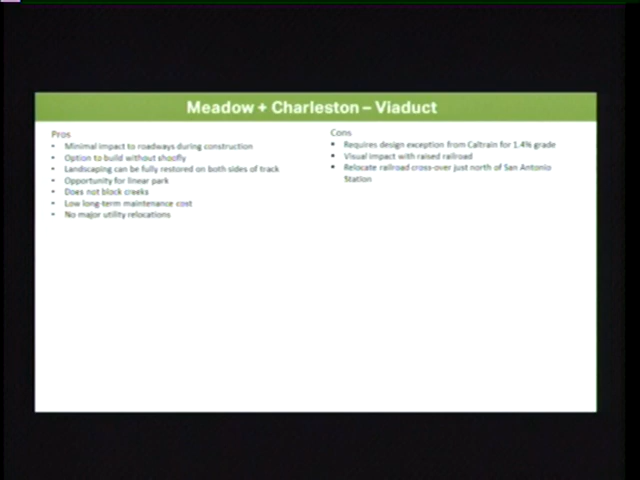 Meadow + Charleston – Viaduct
Pros
• Minimal impact to roadways during construction
• Option to build without shoofly
• Landscaping can be fully restored on both sides of track
• Opportunity for linear park
• Does not block creeks
• Low long-term maintenance cost
• No major utility relocations
Cons
• Requires design exception from Caltrain for 1.4% grade
• Visual impact with raised railroad
• Relocate railroad cross-over just north of San Antonio
Station